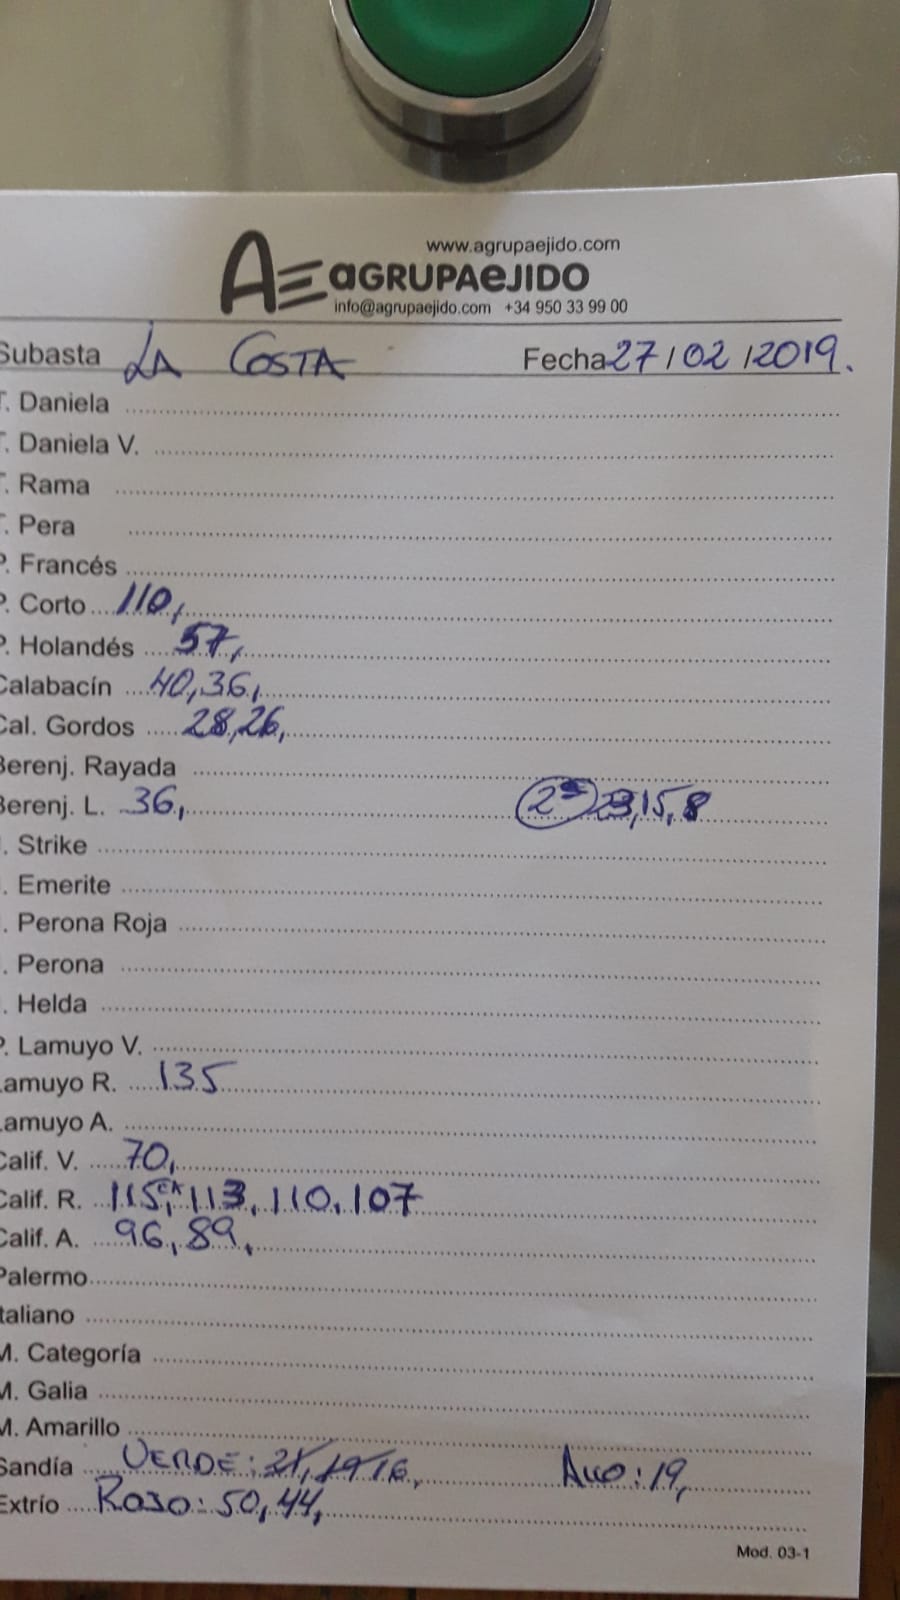 www.agrupaejido.com
AE aGRUPAeJIDO
info@agrupaejido.com +34 950 33 99 00
Subasta LA COSTA Fecha 27/02/2019.
T. Daniela
T. Daniela V.
T. Rama
T. Pera
P. Francés
P. Corto 110,
P. Holandés 57,
Calabacín 40,36,
Cal. Gordos 28,26,
Berenj. Rayada
Berenj. L. 36, 2ª 23,15,8
. Strike
. Emerite
. Perona Roja
. Perona
. Helda
P. Lamuyo V.
Lamuyo R. 135
Lamuyo A.
Calif. V. 70,
Calif. R. 115, 113, 110, 107
Calif. A. 96, 89,
Palermo
Italiano
M. Categoría
M. Galia
M. Amarillo
Sandía VERDE: 21, 19 16, Aʟʟo: 19,
Extrío ROJO: 50, 44,
Mod. 03-1